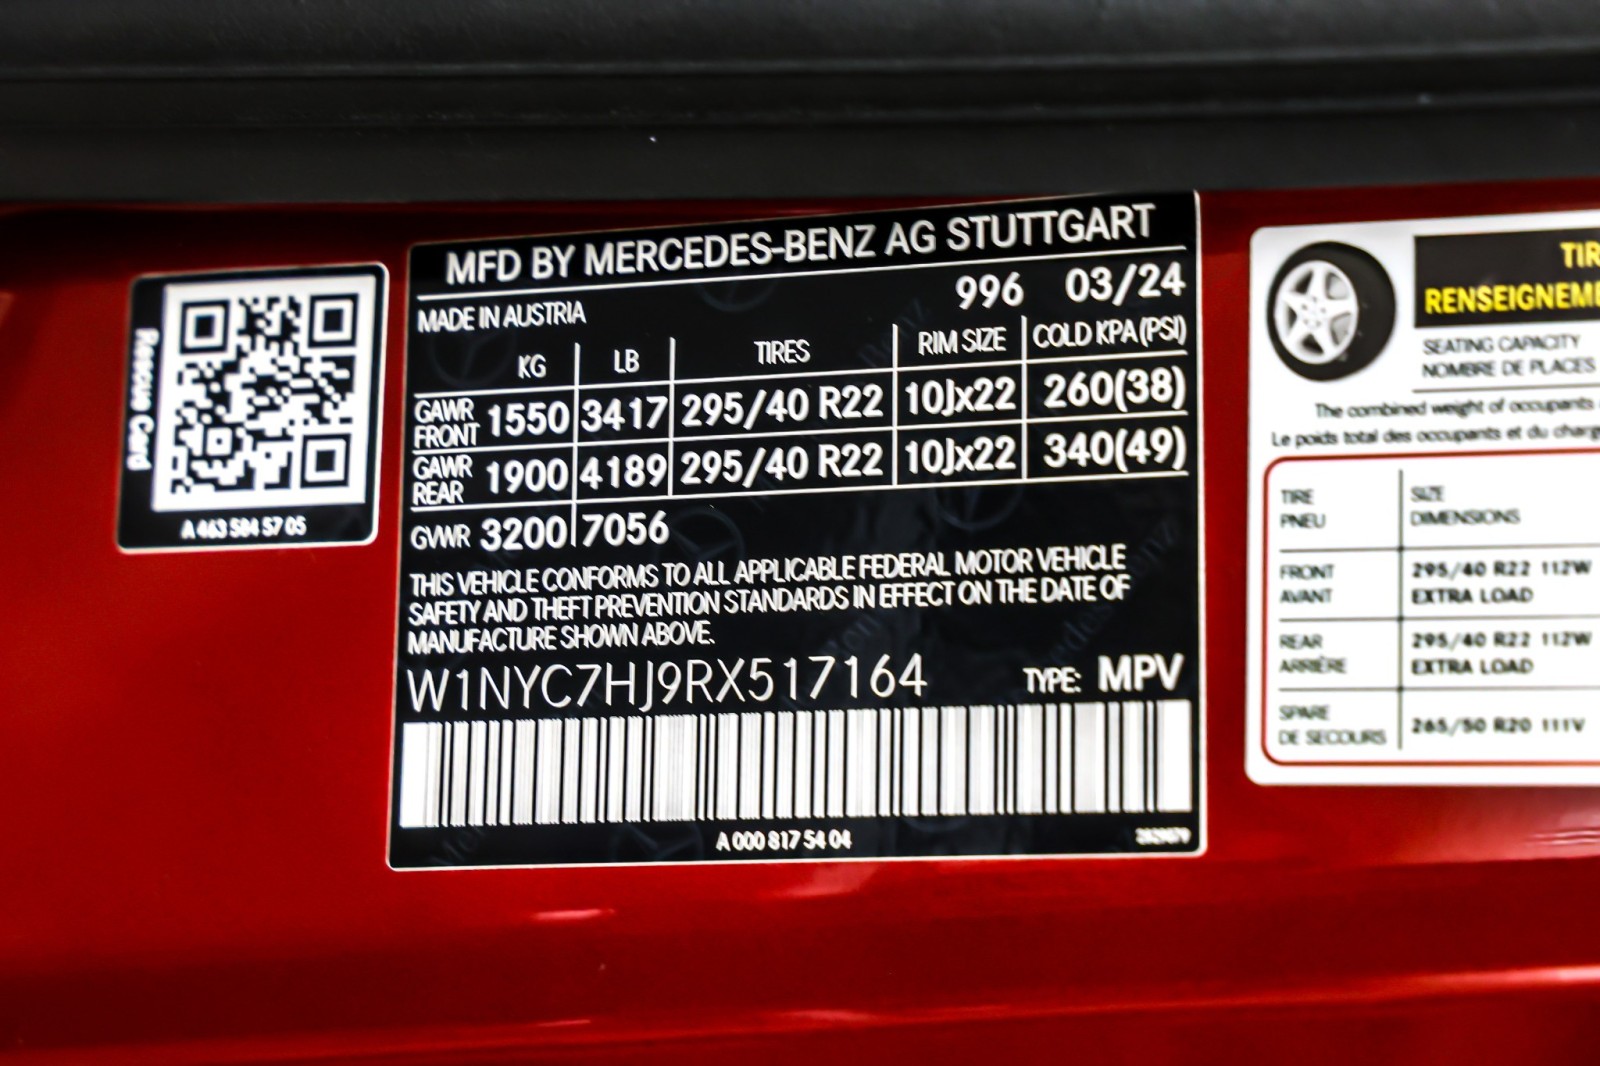 Rescue Card
A 463 584 57 05
MFD BY MERCEDES-BENZ AG STUTTGART
MADE IN AUSTRIA 996 03/24
KG LB TIRES RIM SIZE COLD KPA(PSI)
GAWR FRONT 1550 3417 295/40 R22 10Jx22 260(38)
GAWR REAR 1900 4189 295/40 R22 10Jx22 340(49)
GVWR 3200 7056
THIS VEHICLE CONFORMS TO ALL APPLICABLE FEDERAL MOTOR VEHICLE
SAFETY AND THEFT PREVENTION STANDARDS IN EFFECT ON THE DATE OF
MANUFACTURE SHOWN ABOVE.
W1NYC7HJ9RX517164 TYPE: MPV
A 000 817 54 04
TIR
RENSEIGNEME
SEATING CAPACITY
NOMBRE DE PLACES
The combined weight of occupants
Le poids total des occupants et du charg
TIRE SIZE
PNEU DIMENSIONS
FRONT 295/40 R22 112W
AVANT EXTRA LOAD
REAR 295/40 R22 112W
ARRIÈRE EXTRA LOAD
SPARE 265/50 R20 111V
DE SECOURS